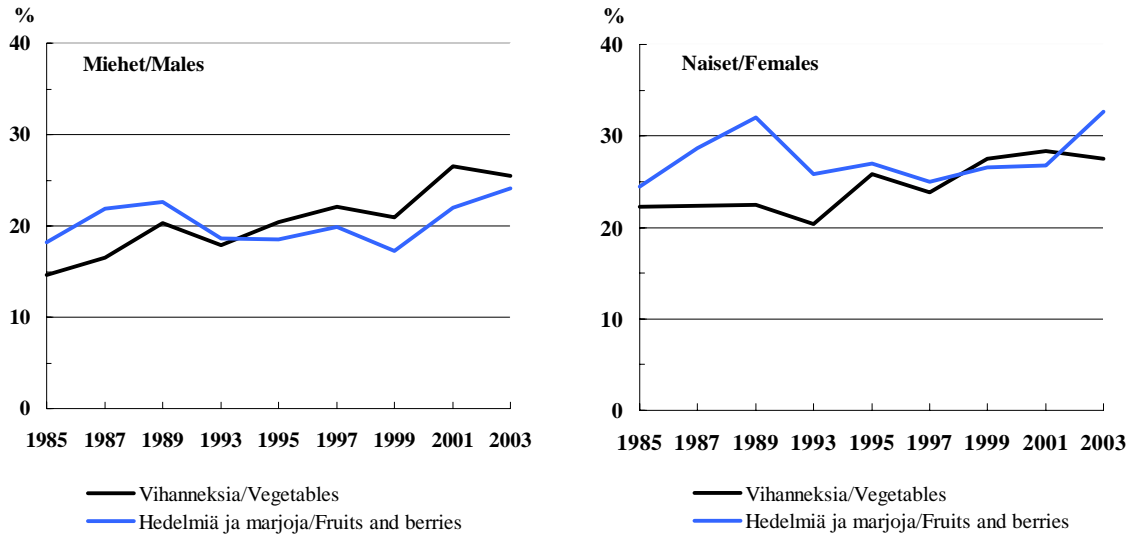 %
40
Miehet/Males
30
20
10
0
1985 1987 1989 1993 1995 1997 1999 2001 2003
Vihanneksia/Vegetables
Hedelmiä ja marjoja/Fruits and berries
%
40
Naiset/Females
30
20
10
0
1985 1987 1989 1993 1995 1997 1999 2001 2003
Vihanneksia/Vegetables
Hedelmiä ja marjoja/Fruits and berries